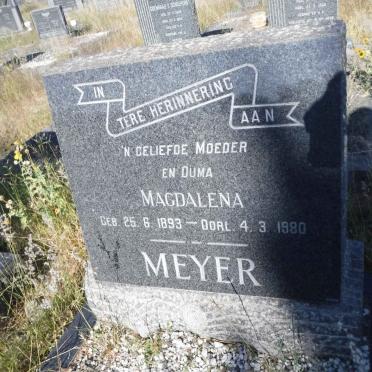 IN
TERE HERINNERING
AAN
'N GELIEFDE MOEDER
EN OUMA
MAGDALENA
GEB. 25. 6. 1893 — OORL. 4. 3. 1980
MEYER